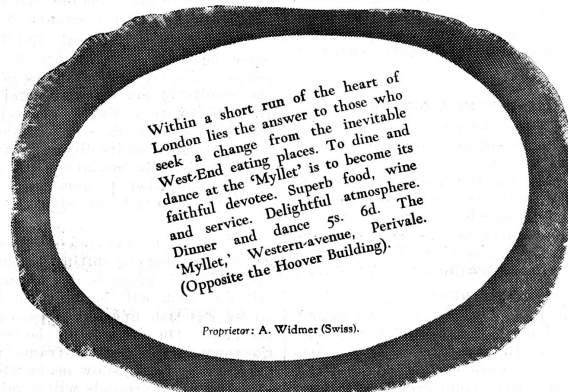 Within a short run of the heart of
London lies the answer to those who
seek a change from the inevitable
West-End eating places. To dine and
dance at the 'Myllet' is to become its
faithful devotee. Superb food, wine
and service. Delightful atmosphere.
Dinner and dance 5s. 6d. The
'Myllet,' Western-avenue, Perivale.
(Opposite the Hoover Building).
Proprietor: A. Widmer (Swiss).